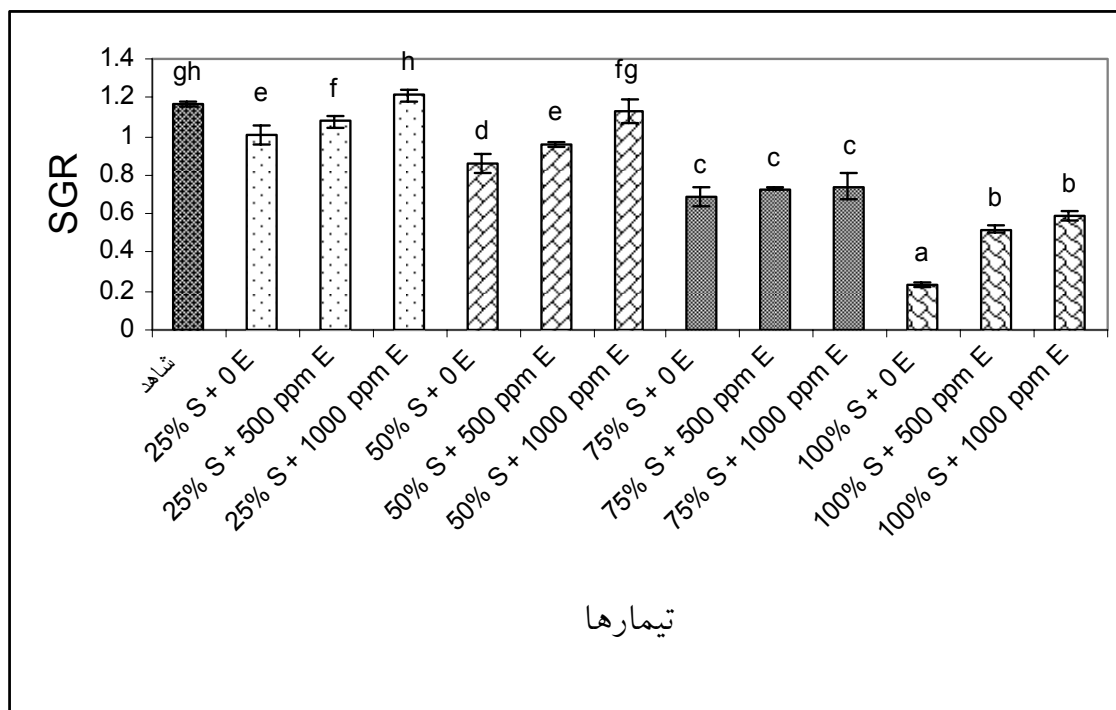 SGR
1.4
1.2
1
0.8
0.6
0.4
0.2
0
gh
e
f
h
d
e
fg
c
c
c
a
b
b
شاهد
25% S + 0 E
25% S + 500 ppm E
25% S + 1000 ppm E
50% S + 0 E
50% S + 500 ppm E
50% S + 1000 ppm E
75% S + 0 E
75% S + 500 ppm E
75% S + 1000 ppm E
100% S + 0 E
100% S + 500 ppm E
100% S + 1000 ppm E
تیمارها